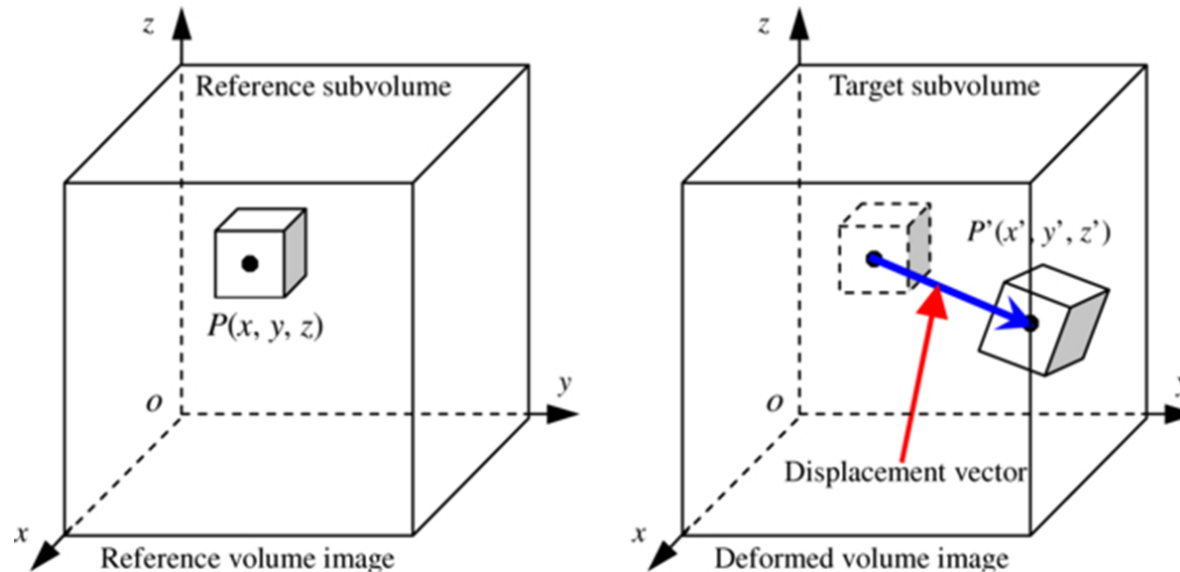 z
Reference subvolume
P(x, y, z)
o
y
x
Reference volume image
z
Target subvolume
P’(x’, y’, z’)
o
y
Displacement vector
x
Deformed volume image